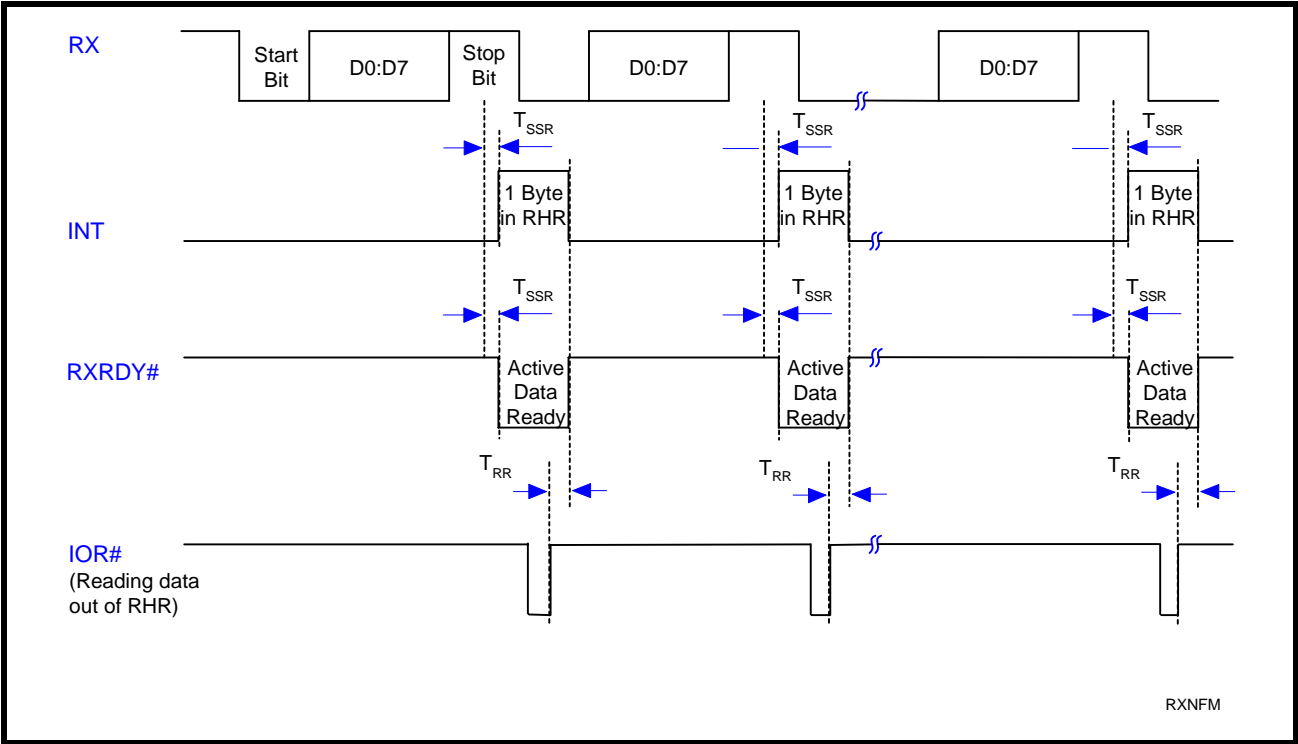 RX
Start
Bit
D0:D7
Stop
Bit
D0:D7
D0:D7
TSSR
TSSR
TSSR
INT
1 Byte
in RHR
1 Byte
in RHR
1 Byte
in RHR
TSSR
TSSR
TSSR
RXRDY#
Active
Data
Ready
Active
Data
Ready
Active
Data
Ready
TRR
TRR
TRR
IOR#
(Reading data
out of RHR)
RXNFM